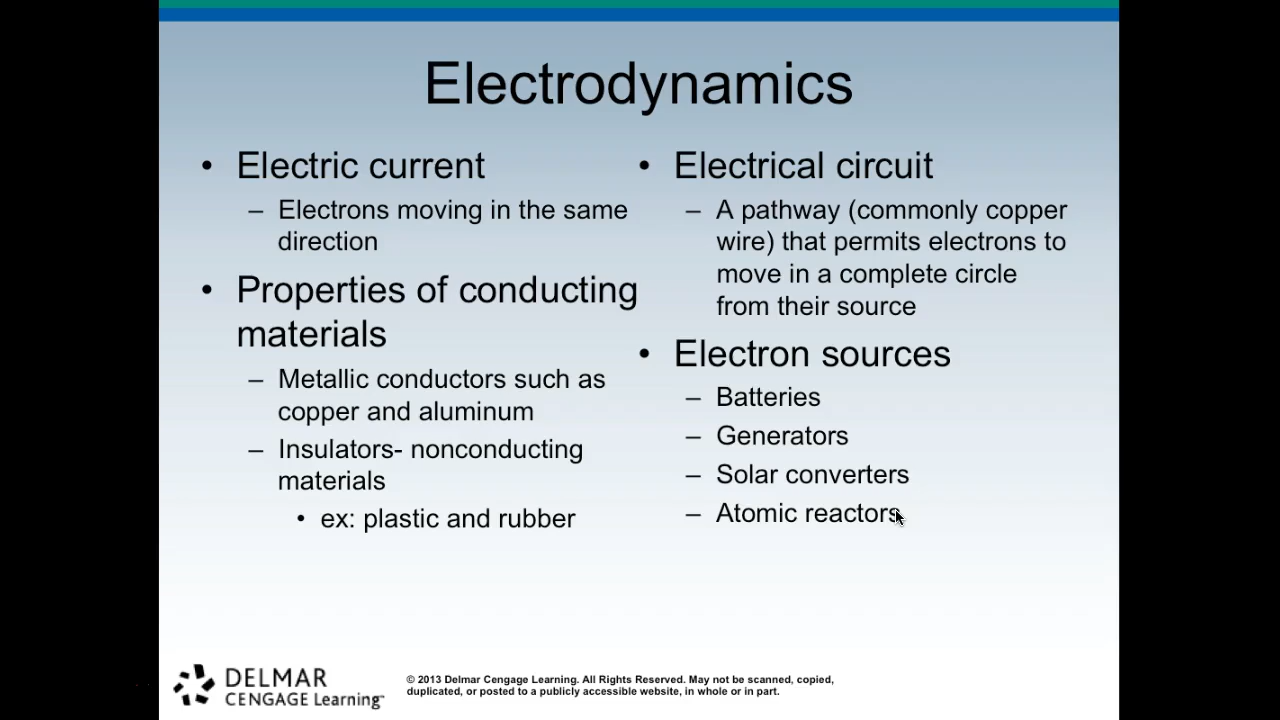 Electrodynamics
• Electric current
– Electrons moving in the same
direction
• Properties of conducting
materials
– Metallic conductors such as
copper and aluminum
– Insulators- nonconducting
materials
• ex: plastic and rubber
• Electrical circuit
– A pathway (commonly copper
wire) that permits electrons to
move in a complete circle
from their source
• Electron sources
– Batteries
– Generators
– Solar converters
– Atomic reactors
DELMAR
CENGAGE Learning™
© 2013 Delmar Cengage Learning. All Rights Reserved. May not be scanned, copied,
duplicated, or posted to a publicly accessible website, in whole or in part.